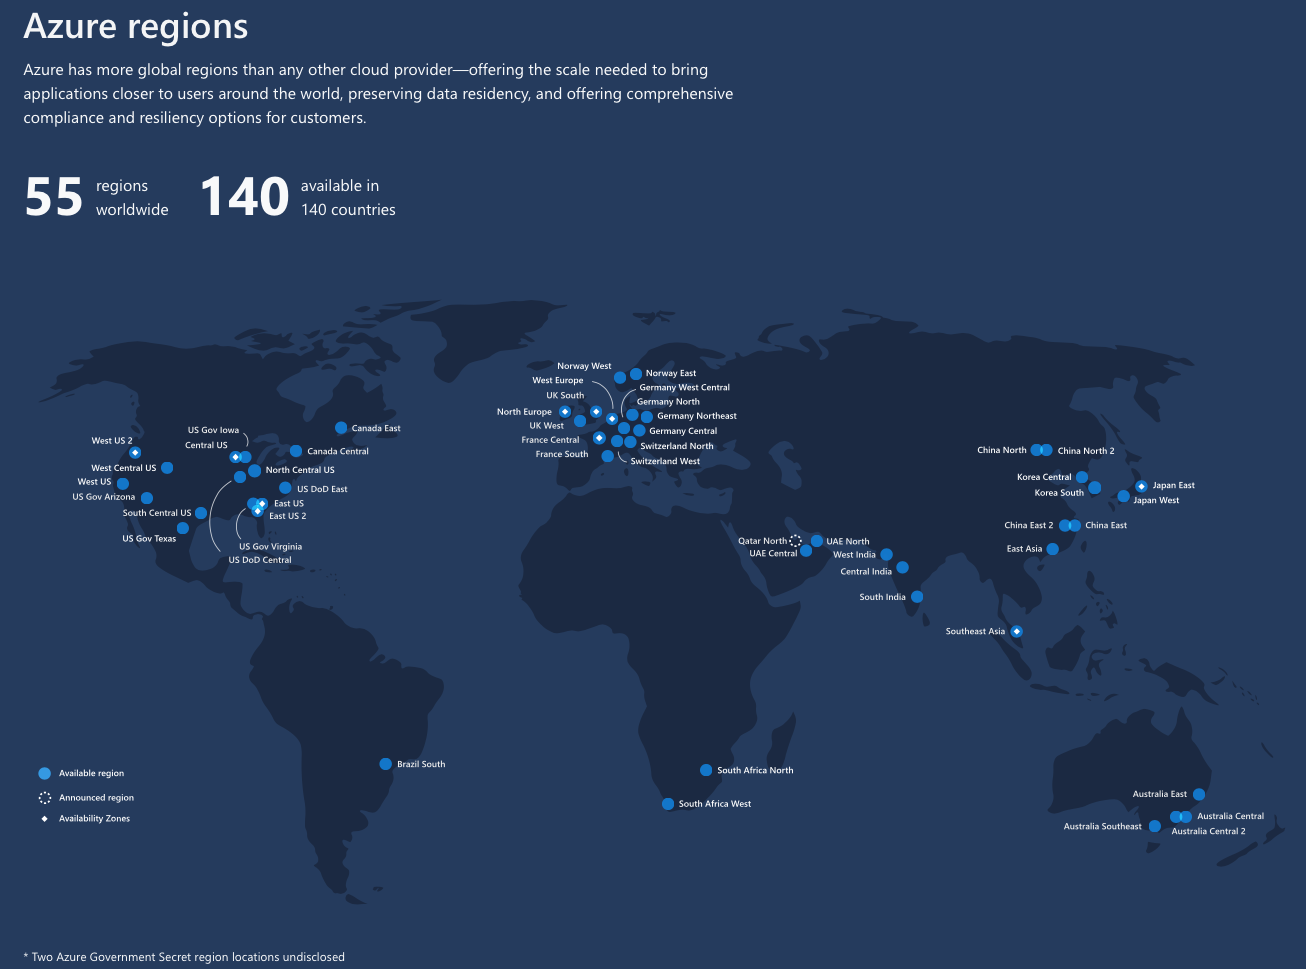 Azure regions
Azure has more global regions than any other cloud provider—offering the scale needed to bring
applications closer to users around the world, preserving data residency, and offering comprehensive
compliance and resiliency options for customers.
55 regions worldwide
140 available in 140 countries
Norway West
Norway East
West Europe
Germany West Central
UK South
Germany North
North Europe
Germany Northeast
UK West
Germany Central
France Central
Switzerland North
France South
Switzerland West
Canada East
US Gov Iowa
West US 2
Central US
Canada Central
West Central US
North Central US
West US
US DoD East
US Gov Arizona
East US
South Central US
East US 2
US Gov Texas
US Gov Virginia
US DoD Central
China North
China North 2
Korea Central
Japan East
Korea South
Japan West
China East 2
China East
East Asia
Qatar North
UAE North
UAE Central
West India
Central India
South India
Southeast Asia
Brazil South
South Africa North
South Africa West
Australia East
Australia Central
Australia Southeast
Australia Central 2
Available region
Announced region
Availability Zones
* Two Azure Government Secret region locations undisclosed